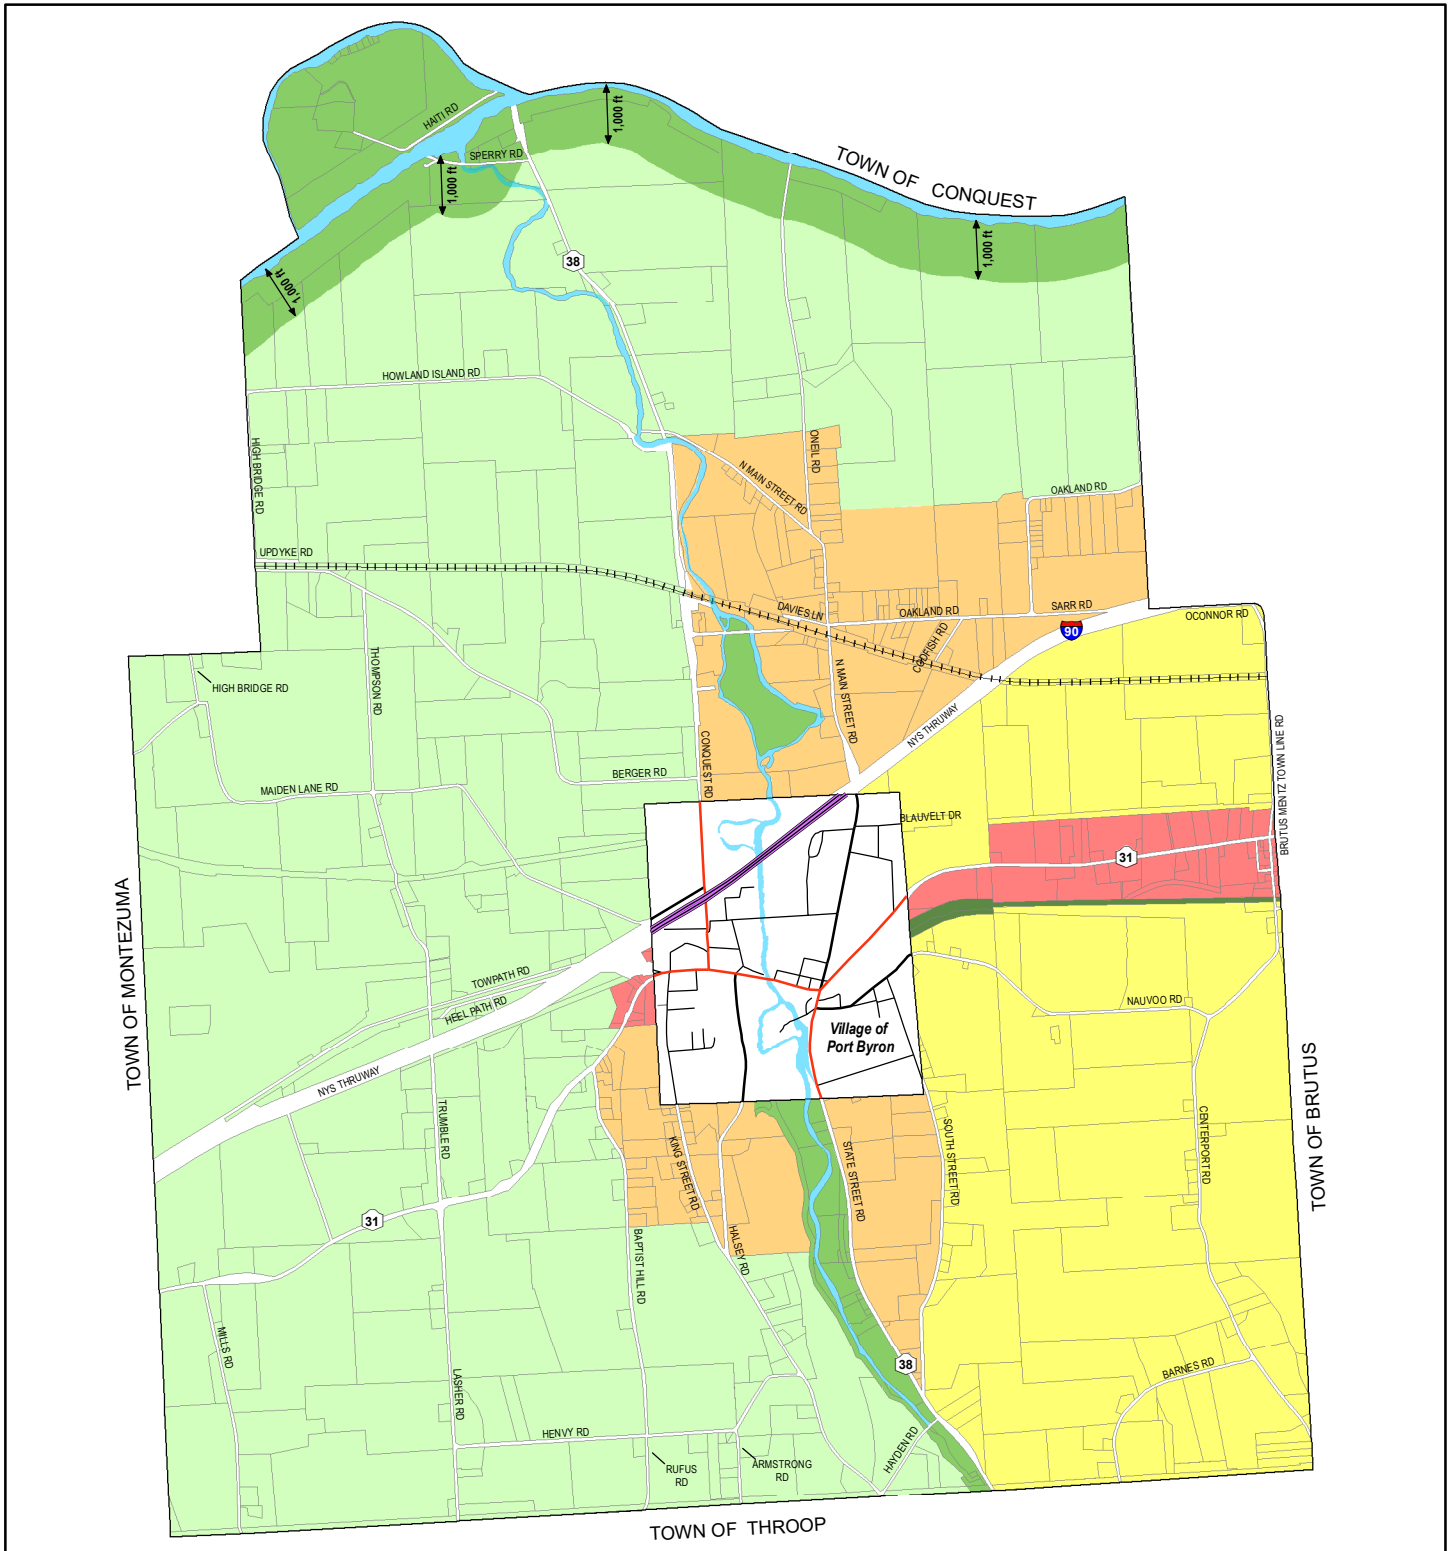 HAITI RD
1,000 ft
SPERRY RD
1,000 ft
TOWN OF CONQUEST
1,000 ft
1,000 ft
38
HOWLAND ISLAND RD
HIGH BRIDGE RD
ONEIL RD
N MAIN STREET RD
OAKLAND RD
UPDYKE RD
DAVIES LN
OAKLAND RD
SARR RD
OCONNOR RD
90
CODFISH RD
THOMPSON RD
HIGH BRIDGE RD
N MAIN STREET RD
NYS THRUWAY
CONQUEST RD
BERGER RD
MAIDEN LANE RD
BRUTUS MENTZ TOWN LINE RD
BLAUVELT DR
31
TOWN OF MONTEZUMA
TOWPATH RD
HEEL PATH RD
NAUVOO RD
Village of
Port Byron
NYS THRUWAY
TRUMBLE RD
KING STREET RD
STATE STREET RD
SOUTH STREET RD
CENTERPORT RD
TOWN OF BRUTUS
31
HALSEY RD
BAPTIST HILL RD
MILLS RD
LASHER RD
38
BARNES RD
HENVY RD
HAYDEN RD
RUFUS
RD
ARMSTRONG
RD
TOWN OF THROOP